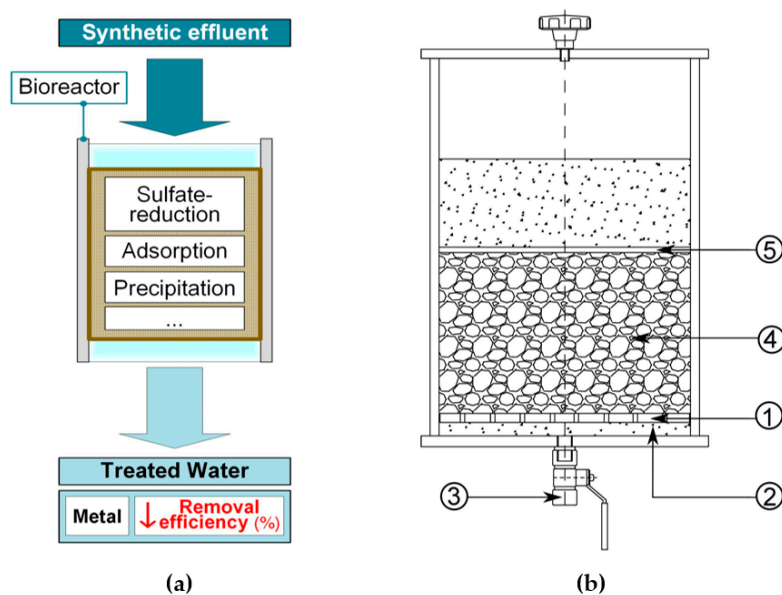 Synthetic effluent
Bioreactor
Sulfate-
reduction
Adsorption
Precipitation
...
Treated Water
Metal
↓ Removal
efficiency (%)
(a)
5
4
1
3
2
(b)